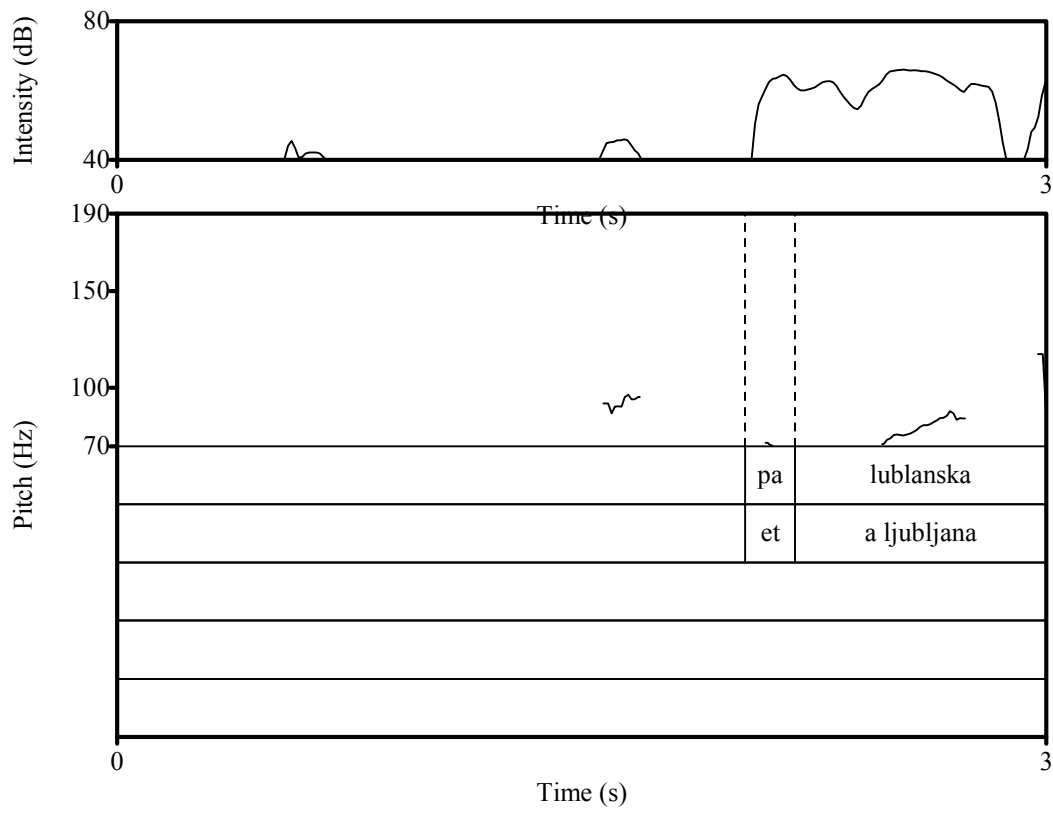 80
Intensity (dB)
40
0 3
Time (s)
190
150
100
70
Pitch (Hz)
pa lublanska
et a ljubljana
0 3
Time (s)